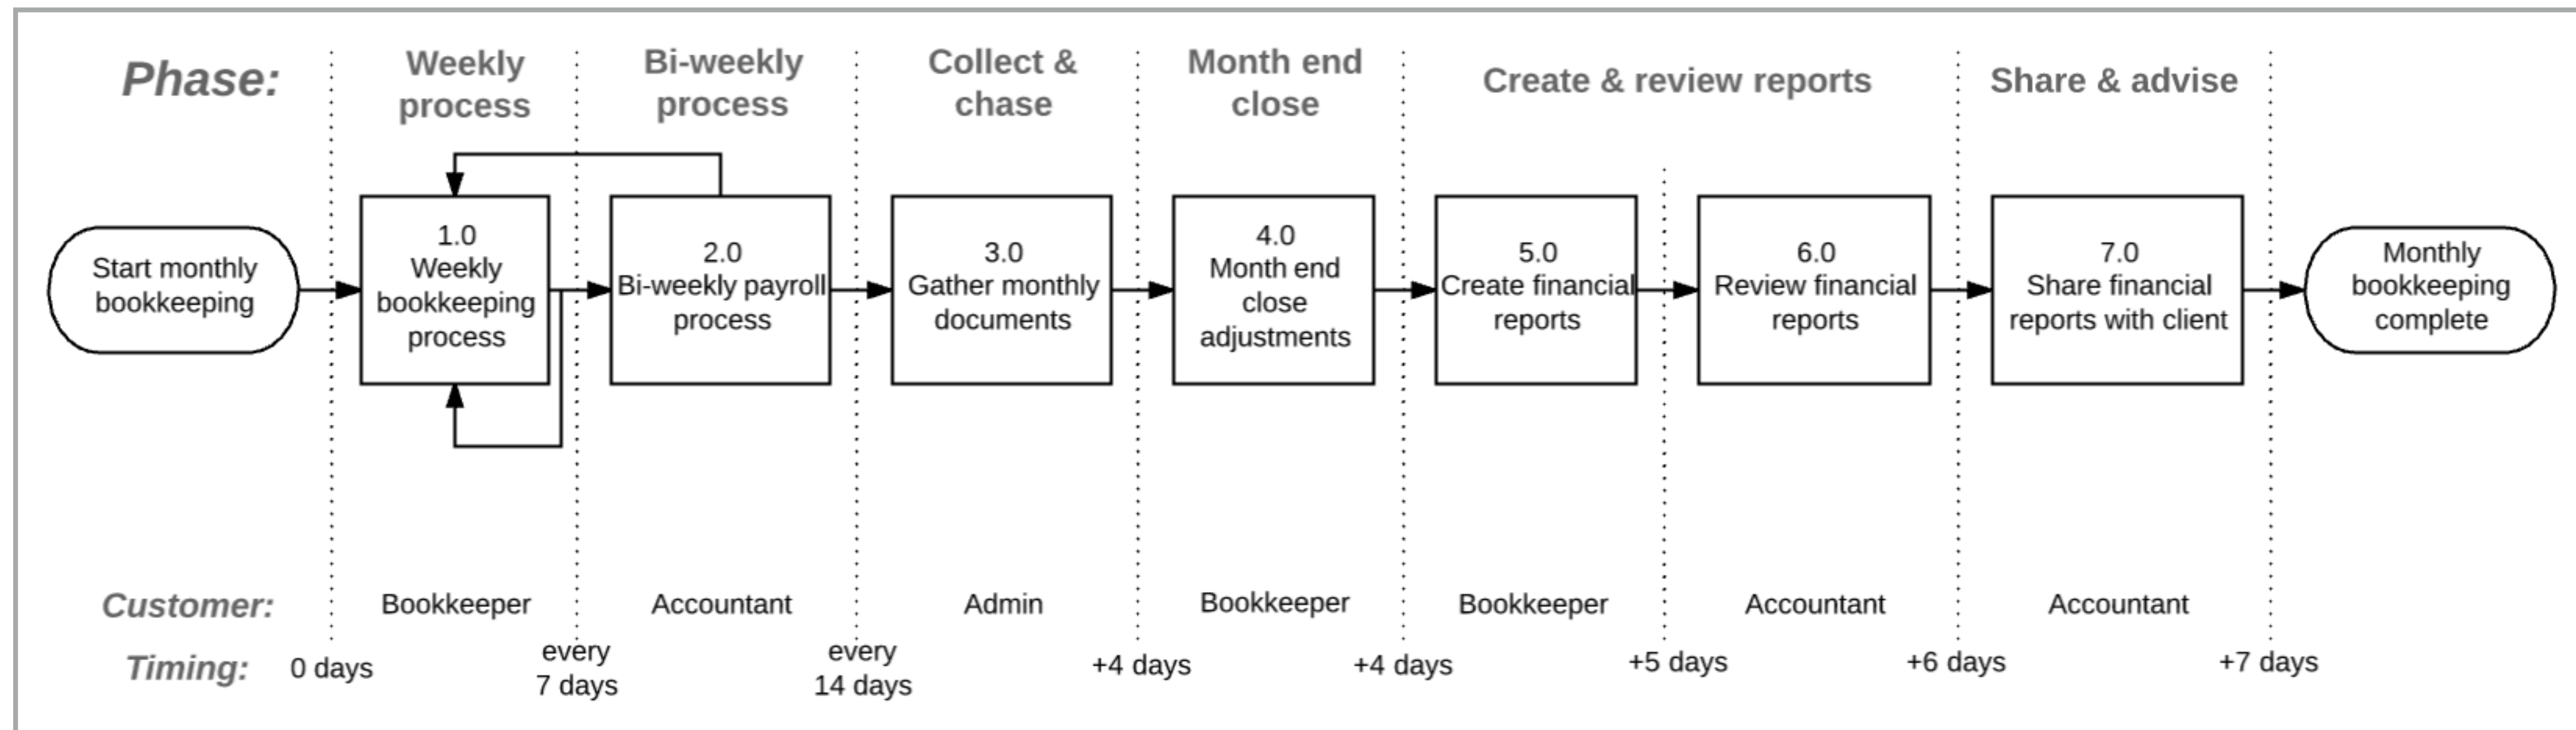 Phase:
Weekly
process
Bi-weekly
process
Collect &
chase
Month end
close
Create & review reports
Share & advise
Start monthly
bookkeeping
1.0
Weekly
bookkeeping
process
2.0
Bi-weekly payroll
process
3.0
Gather monthly
documents
4.0
Month end
close
adjustments
5.0
Create financial
reports
6.0
Review financial
reports
7.0
Share financial
reports with client
Monthly
bookkeeping
complete
Customer:
Bookkeeper
Accountant
Admin
Bookkeeper
Bookkeeper
Accountant
Accountant
Timing:
0 days
every
7 days
every
14 days
+4 days
+4 days
+5 days
+6 days
+7 days